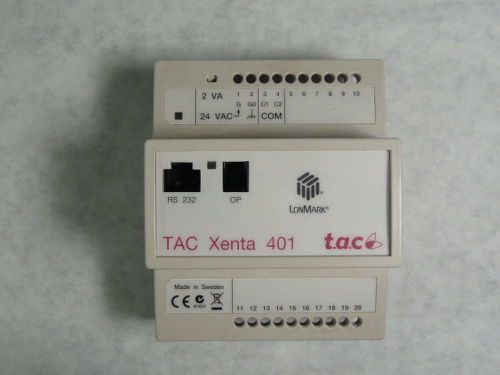 2 VA 1 2 3 4 5 6 7 8 9 10
G G0 C1 C2
24 VAC COM
RS 232 OP
LONMARK®
TAC Xenta 401 t.a.c
Made in Sweden
CE
11 12 13 14 15 16 17 18 19 20